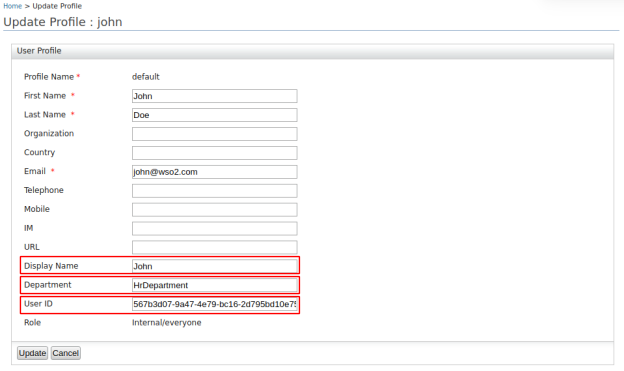 Home > Update Profile
Update Profile : john
User Profile
Profile Name * default
First Name * John
Last Name * Doe
Organization
Country
Email * john@wso2.com
Telephone
Mobile
IM
URL
Display Name John
Department HrDepartment
User ID 567b3d07-9a47-4e79-bc16-2d795bd10e75
Role Internal/everyone
Update Cancel